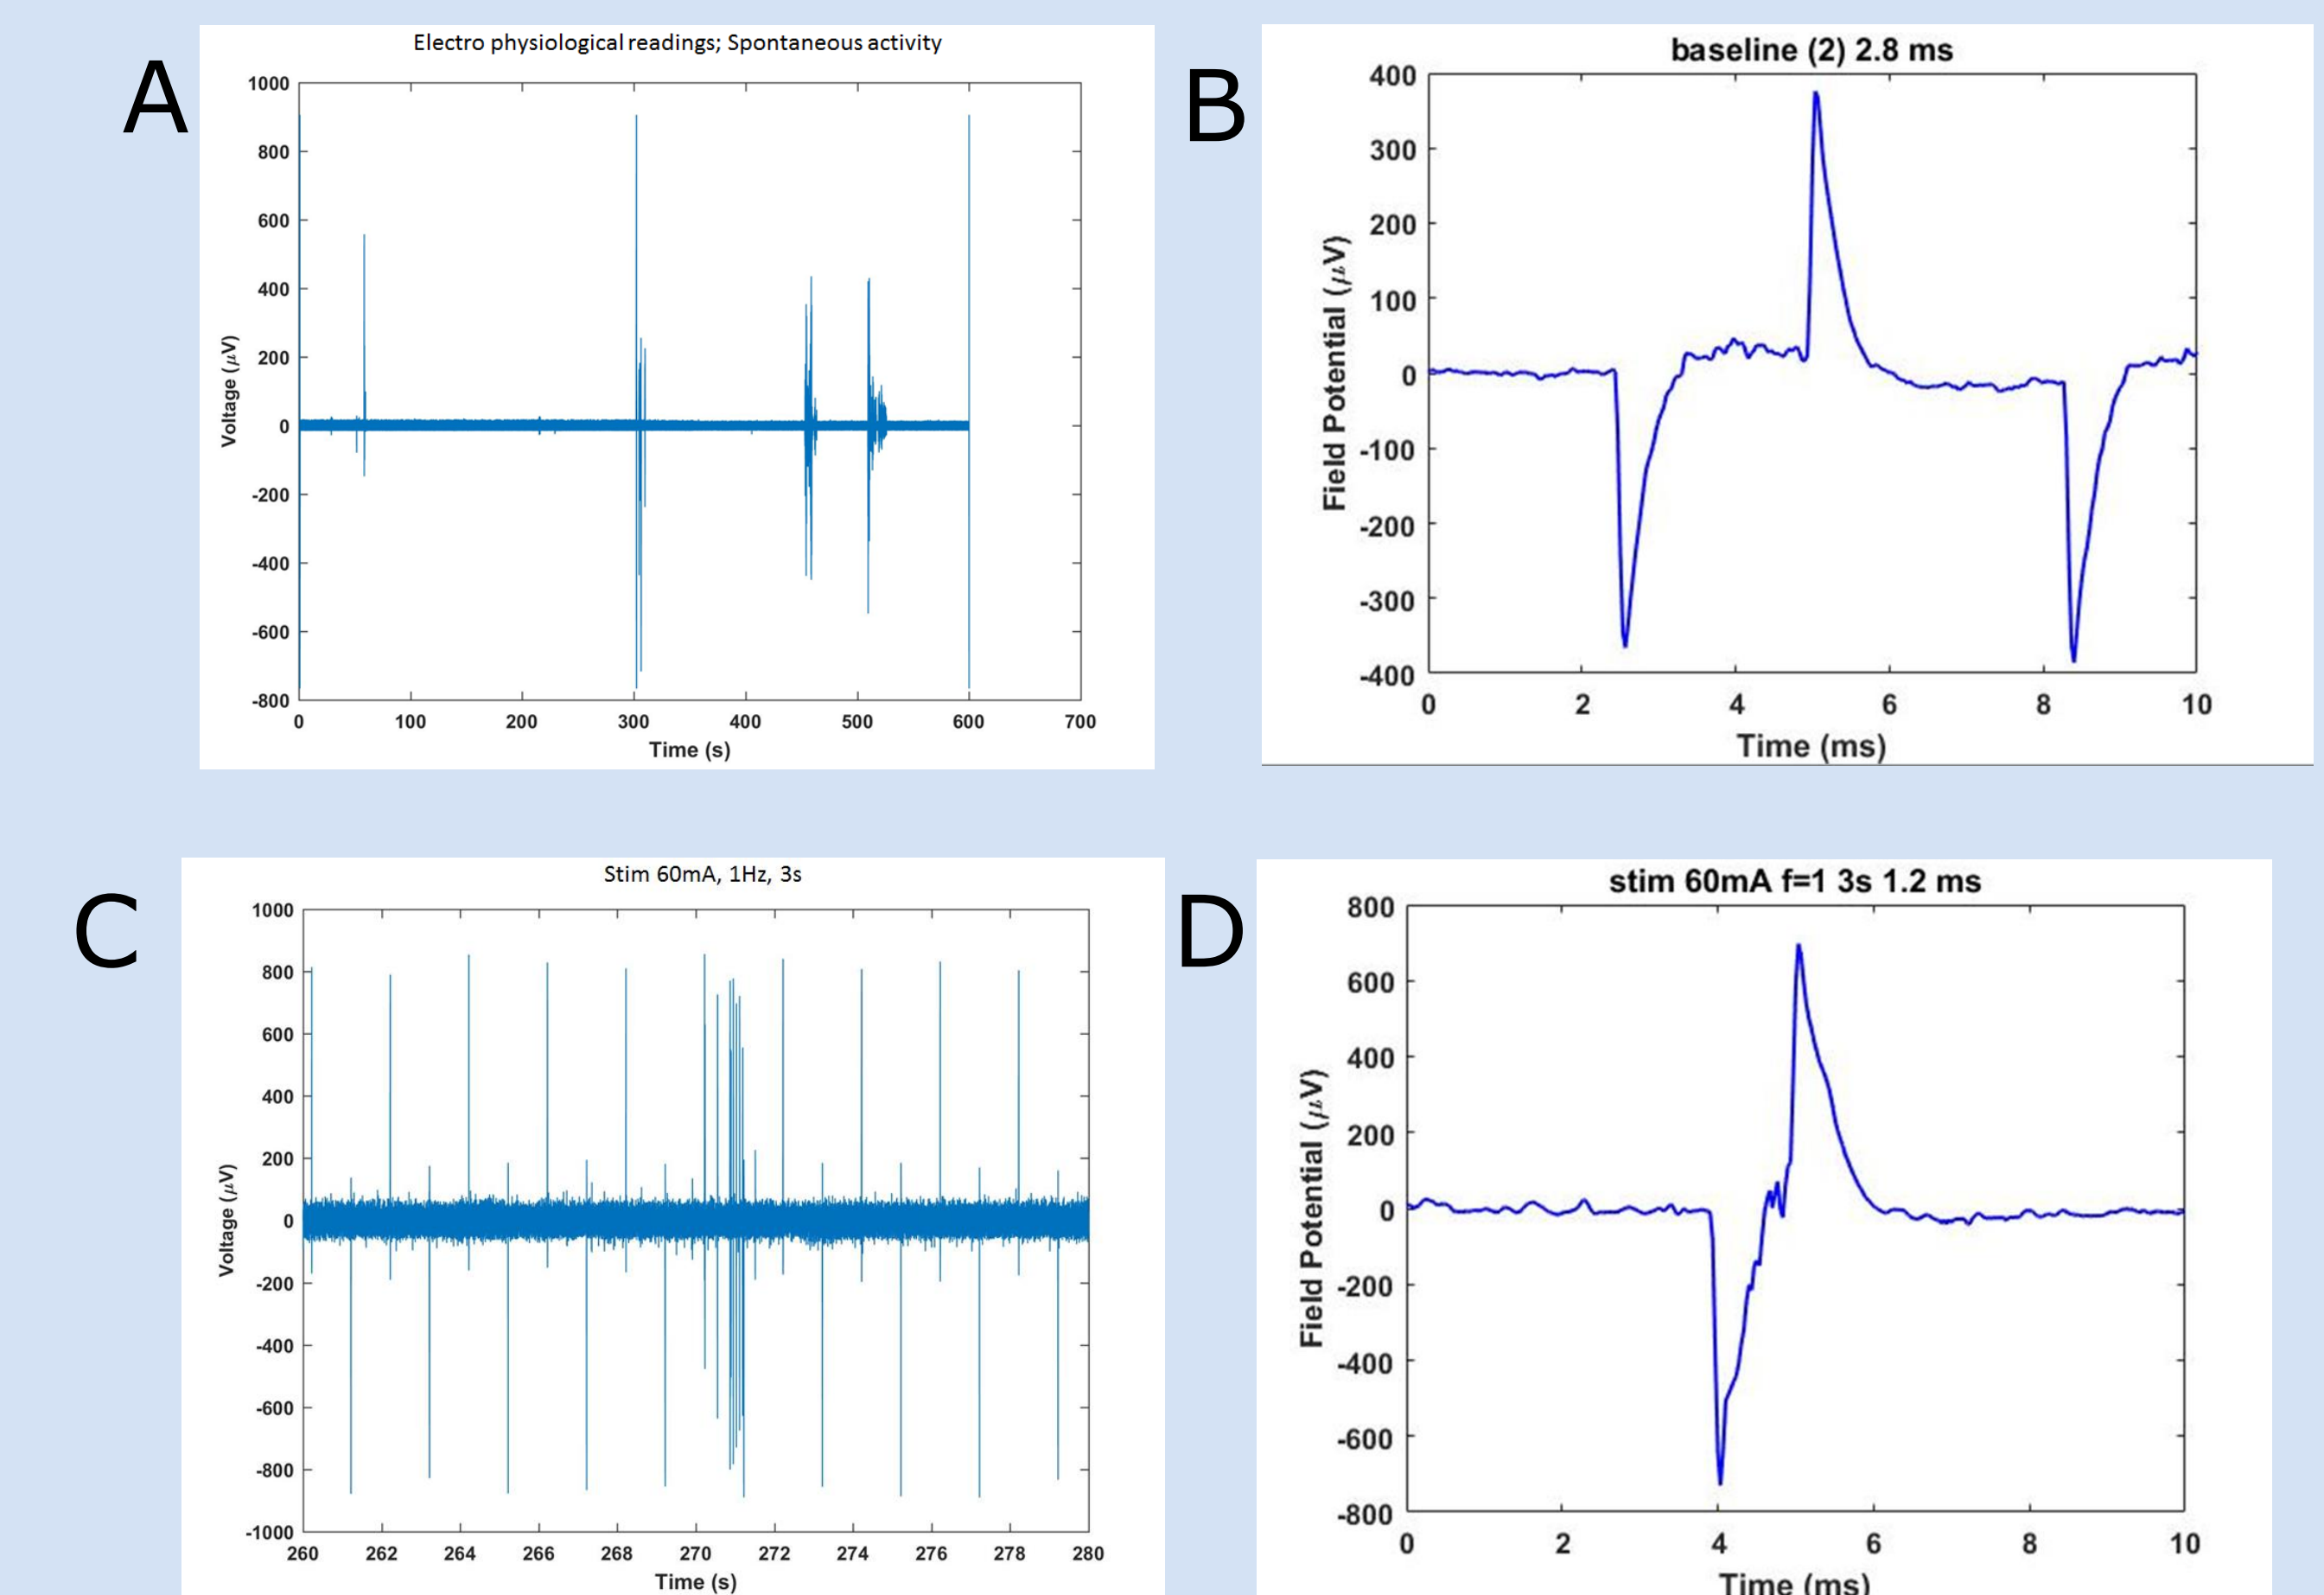 A
Electro physiological readings; Spontaneous activity
1000
800
600
400
200
0
-200
-400
-600
-800
Voltage (μV)
0 100 200 300 400 500 600 700
Time (s)
B
baseline (2) 2.8 ms
400
300
200
100
0
-100
-200
-300
-400
Field Potential (μV)
0 2 4 6 8 10
Time (ms)
C
Stim 60mA, 1Hz, 3s
1000
800
600
400
200
0
-200
-400
-600
-800
-1000
Voltage (μV)
260 262 264 266 268 270 272 274 276 278 280
Time (s)
D
stim 60mA f=1 3s 1.2 ms
800
600
400
200
0
-200
-400
-600
-800
Field Potential (μV)
0 2 4 6 8 10
Time (ms)